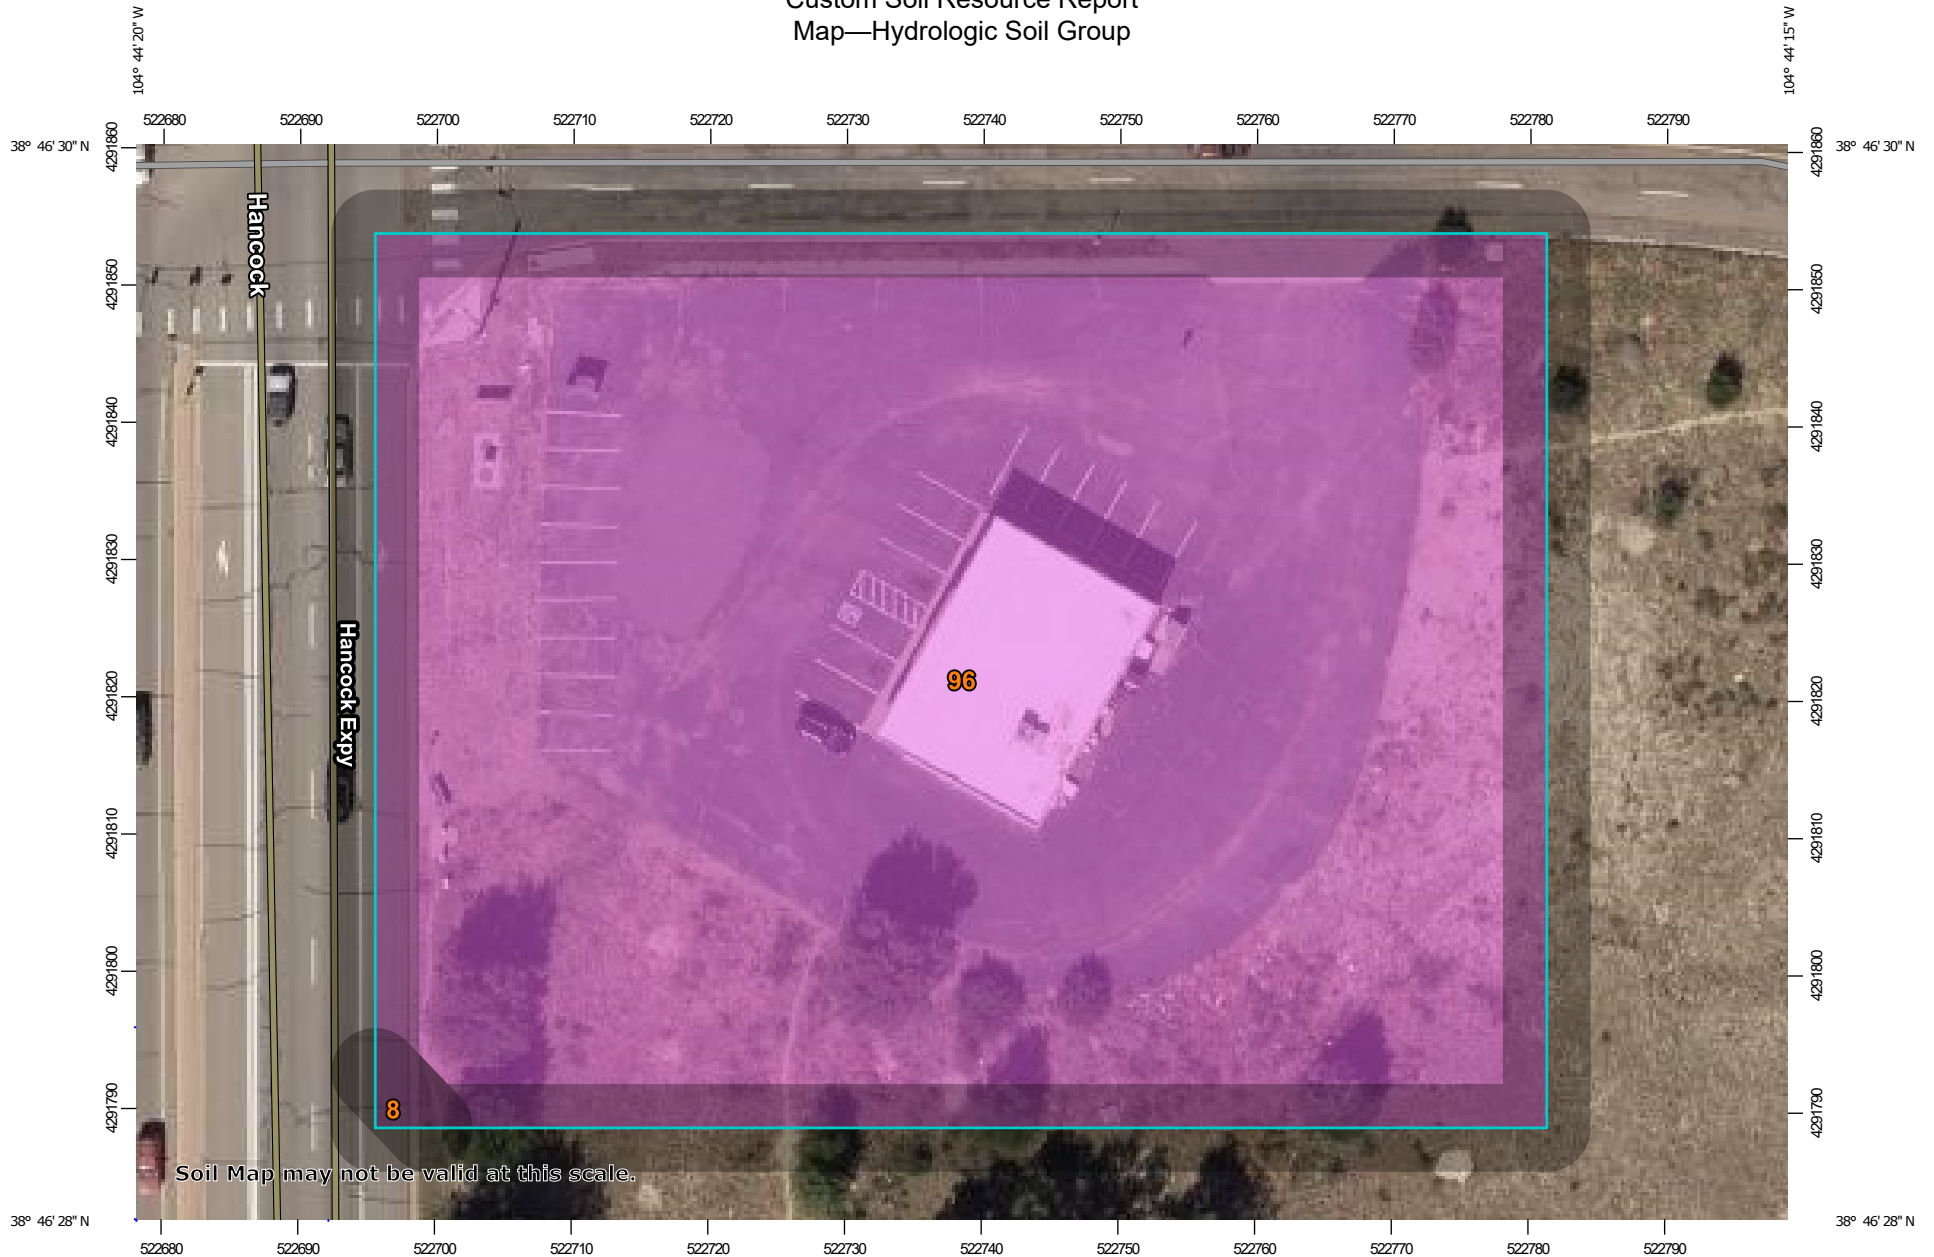 Custom Soil Resource Report
Map—Hydrologic Soil Group
104° 44' 20'' W
104° 44' 15'' W
522680 522690 522700 522710 522720 522730 522740 522750 522760 522770 522780 522790
38° 46' 30'' N
38° 46' 30'' N
4291860
4291860
4291850
4291850
4291840
4291840
4291830
4291830
4291820
4291820
4291810
4291810
4291800
4291800
4291790
4291790
Hancock
Hancock Expy
96
8
Soil Map may not be valid at this scale.
38° 46' 28'' N
38° 46' 28'' N
522680 522690 522700 522710 522720 522730 522740 522750 522760 522770 522780 522790